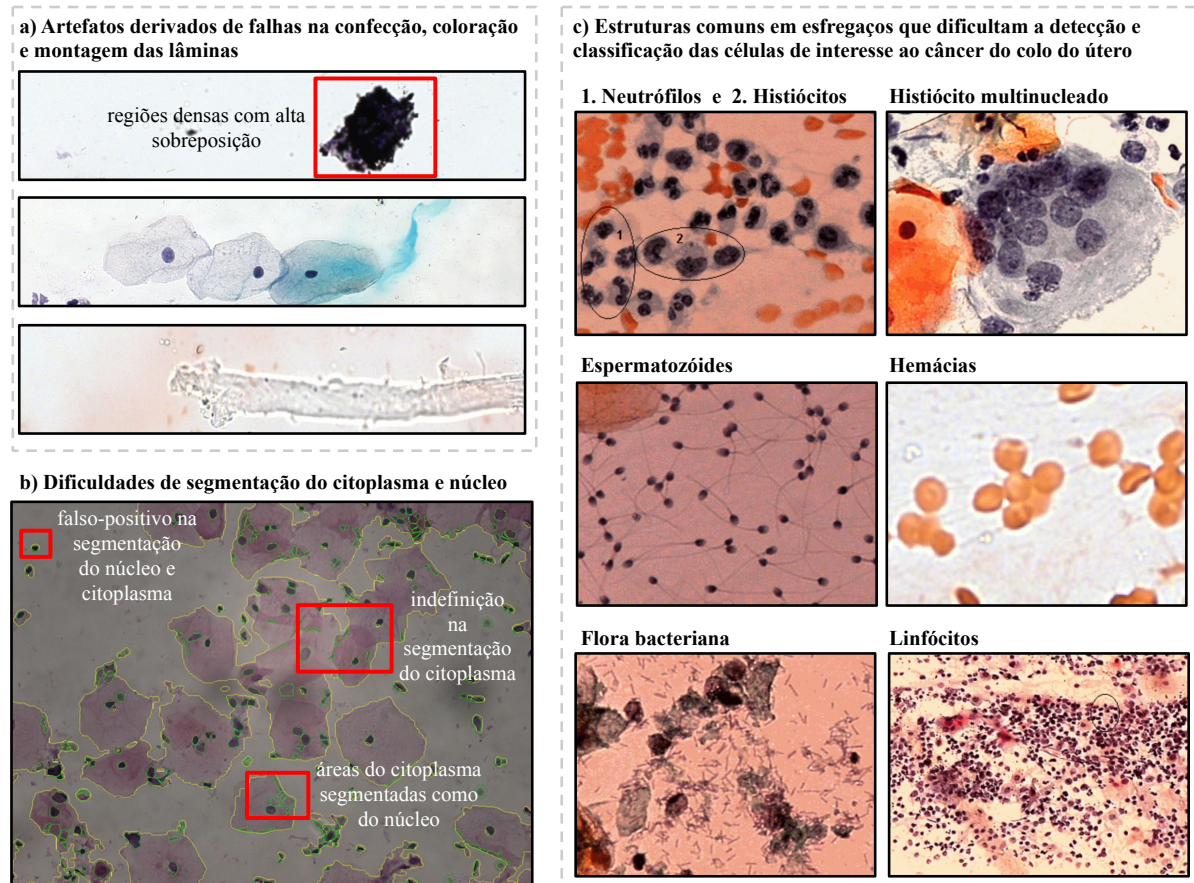 a) Artefatos derivados de falhas na confecção, coloração
e montagem das lâminas
regiões densas com alta
sobreposição
b) Dificuldades de segmentação do citoplasma e núcleo
falso-positivo na
segmentação
do núcleo e
citoplasma
indefinição
na
segmentação
do citoplasma
áreas do citoplasma
segmentadas como
do núcleo
c) Estruturas comuns em esfregaços que dificultam a detecção e
classificação das células de interesse ao câncer do colo do útero
1. Neutrófilos e 2. Histiócitos
1
2
Histiócito multinucleado
Espermatozóides
Hemácias
Flora bacteriana
Linfócitos